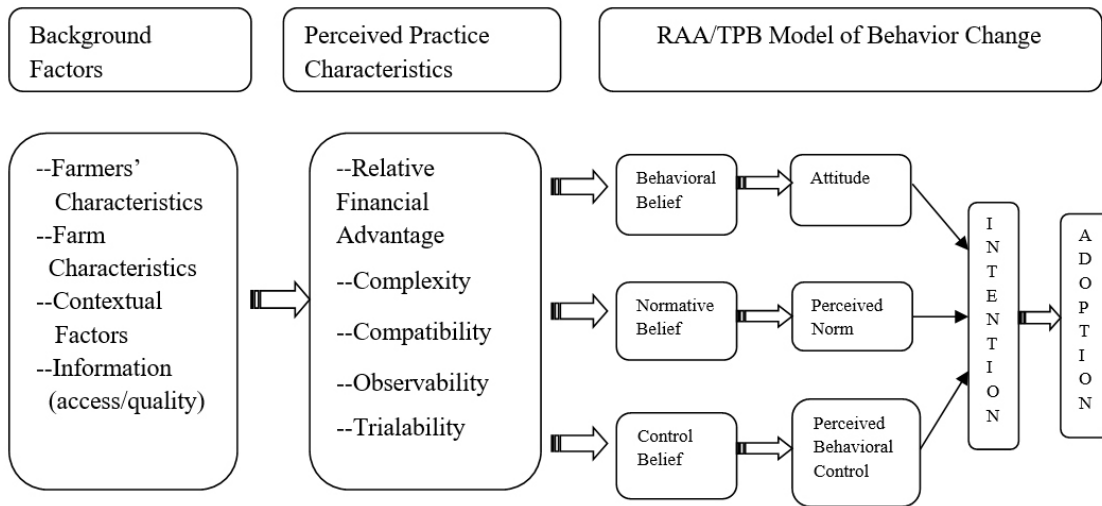 Background
Factors
Perceived Practice
Characteristics
RAA/TPB Model of Behavior Change
--Farmers’
Characteristics
--Farm
Characteristics
--Contextual
Factors
--Information
(access/quality)
--Relative
Financial
Advantage
--Complexity
--Compatibility
--Observability
--Trialability
Behavioral
Belief
Attitude
Normative
Belief
Perceived
Norm
Control
Belief
Perceived
Behavioral
Control
INTENTION
ADOPTION